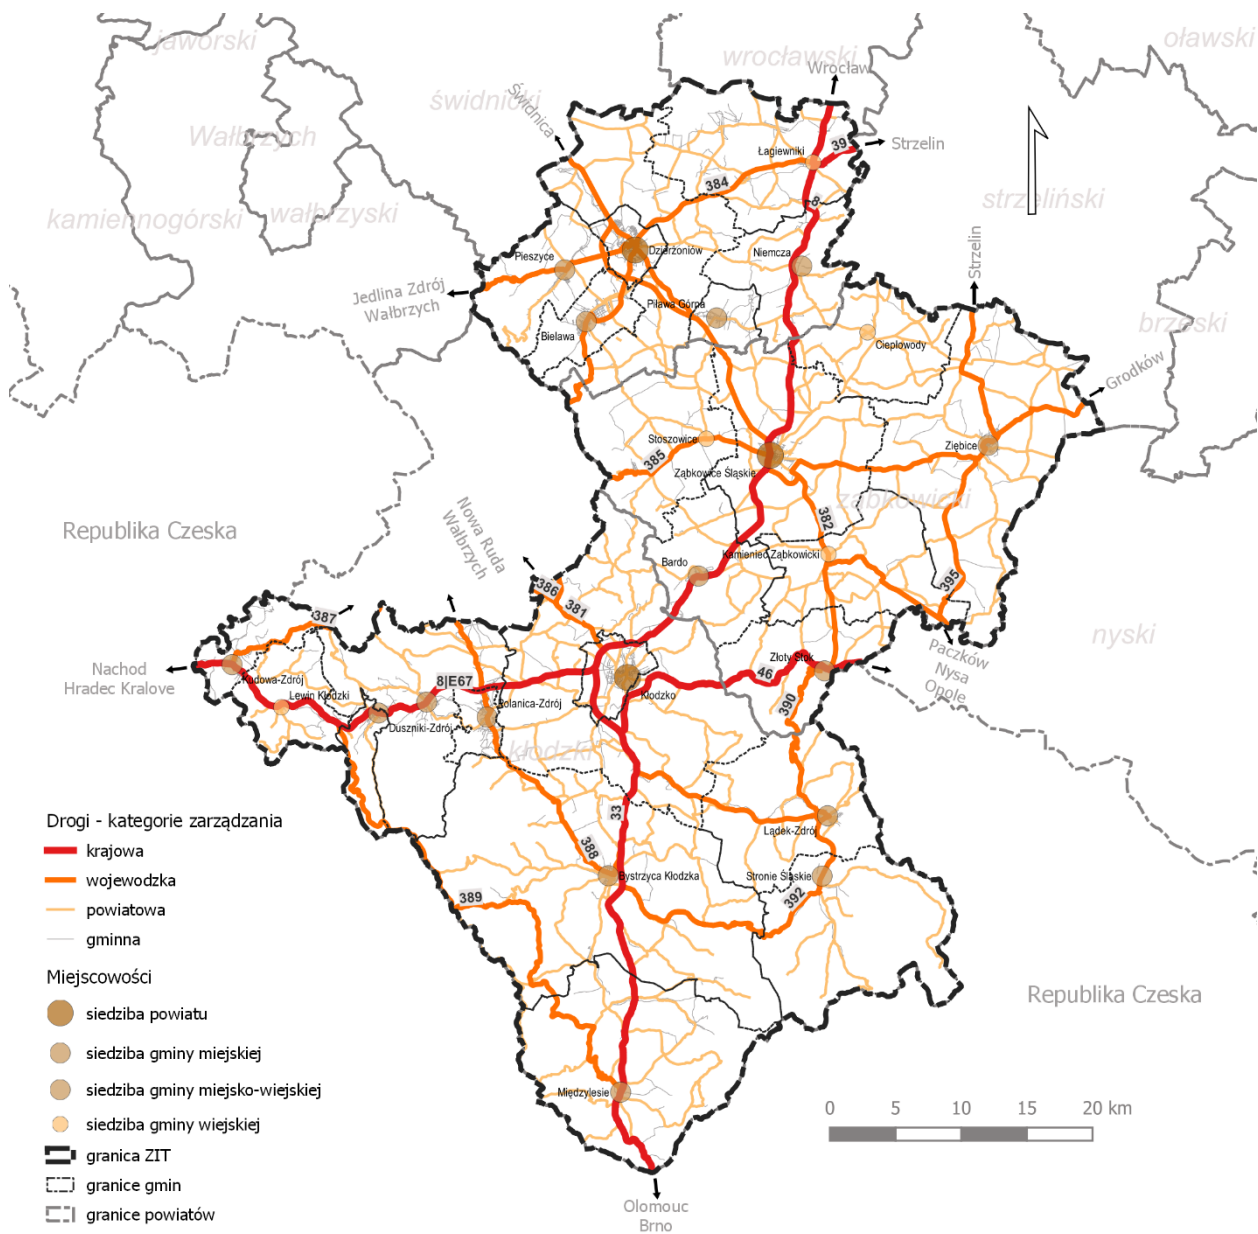 jaworski
wrocławski
oławski
Wrocław
świdnicki
Świdnica
Wałbrzych
Łagiewniki
39
Strzelin
384
8
kamiennogórski
wałbrzyski
strzeliński
Dzierżoniów
Pieszyce
Niemcza
Strzelin
Jedlina Zdrój
Wałbrzych
Piława Górna
Bielawa
Ciepłowody
brzeski
Grodków
Stoszowice
Ziębice
385
Ząbkowice Śląskie
ząbkowicki
Republika Czeska
Nowa Ruda
Wałbrzych
382
Kamieniec Ząbkowicki
Bardo
395
386
381
387
nyski
Paczków
Nysa
Opole
Nachod
Hradec Kralove
Kudowa-Zdrój
Złoty Stok
46
8|E67
Kłodzko
390
Lewin Kłodzki
Polanica-Zdrój
Duszniki-Zdrój
kłodzki
33
Lądek-Zdrój
388
Bystrzyca Kłodzka
Stronie Śląskie
392
389
Drogi - kategorie zarządzania
krajowa
wojewodzka
powiatowa
gminna
Miejscowości
siedziba powiatu
siedziba gminy miejskiej
siedziba gminy miejsko-wiejskiej
siedziba gminy wiejskiej
granica ZIT
granice gmin
granice powiatów
Republika Czeska
Międzylesie
0 5 10 15 20 km
Olomouc
Brno